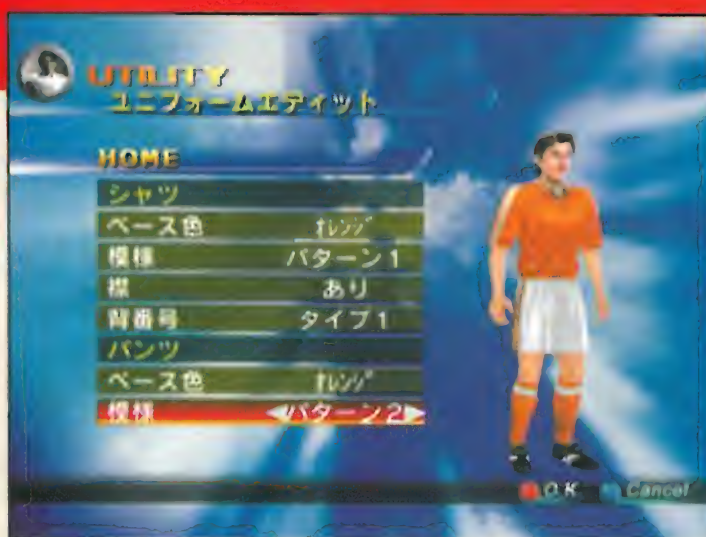 UTILITY
ユニフォームエディット
HOME
シャツ
ベース色 オレンジ
模様 パターン1
襟 あり
背番号 タイプ1
パンツ
ベース色 オレンジ
模様 パターン2
O.K. Cancel